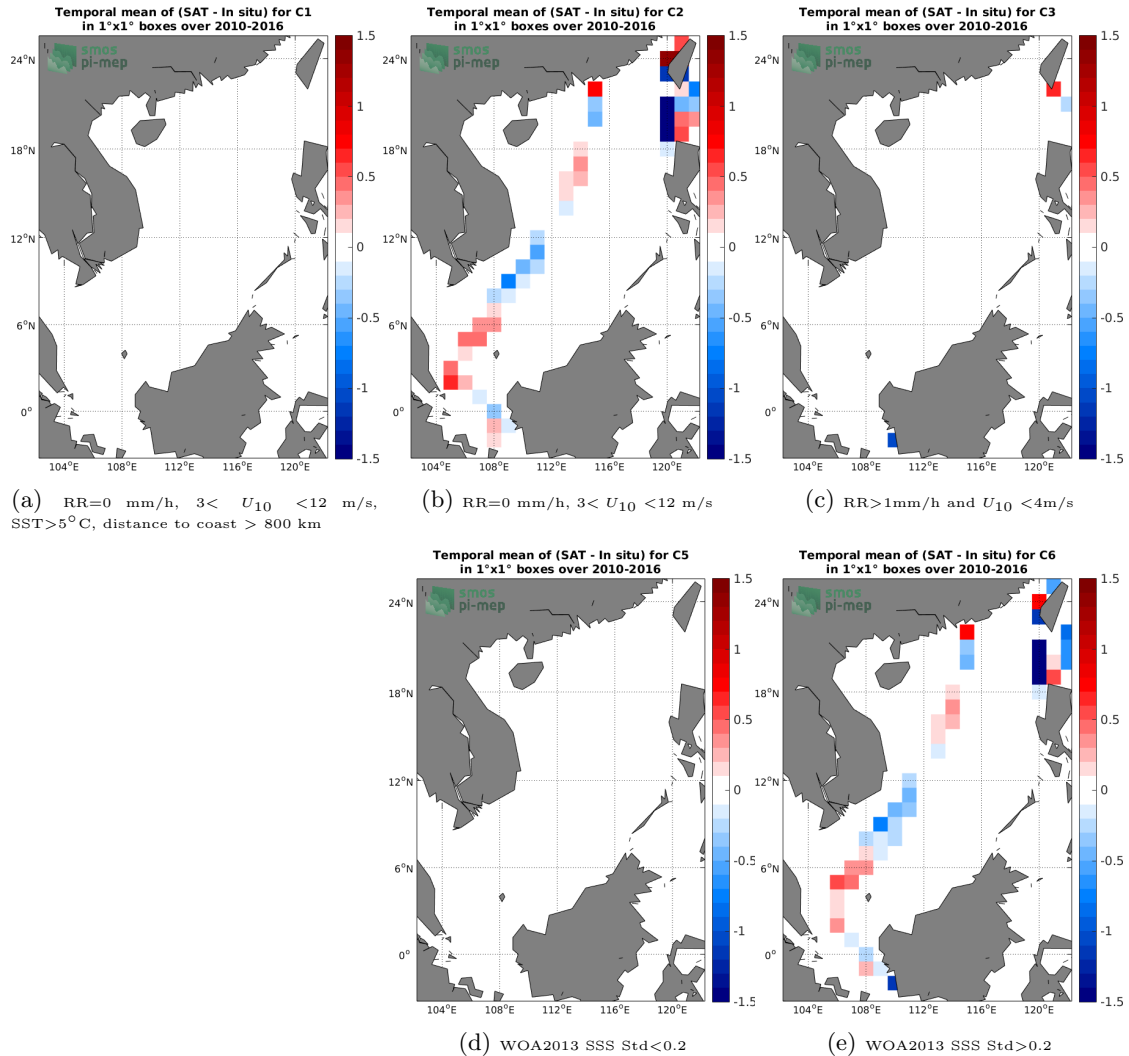 Temporal mean of (SAT - In situ) for C1
in 1°x1° boxes over 2010-2016
smos
pi-mep
24°N
18°N
12°N
6°N
0°
104°E
108°E
112°E
116°E
120°E
1.5
1
0.5
0
-0.5
-1
-1.5
(a) RR=0 mm/h, 3< U10 <12 m/s,
SST>5°C, distance to coast > 800 km
Temporal mean of (SAT - In situ) for C2
in 1°x1° boxes over 2010-2016
smos
pi-mep
24°N
18°N
12°N
6°N
0°
104°E
108°E
112°E
116°E
120°E
1.5
1
0.5
0
-0.5
-1
-1.5
(b) RR=0 mm/h, 3< U10 <12 m/s
Temporal mean of (SAT - In situ) for C3
in 1°x1° boxes over 2010-2016
smos
pi-mep
24°N
18°N
12°N
6°N
0°
104°E
108°E
112°E
116°E
120°E
1.5
1
0.5
0
-0.5
-1
-1.5
(c) RR>1mm/h and U10 <4m/s
Temporal mean of (SAT - In situ) for C5
in 1°x1° boxes over 2010-2016
smos
pi-mep
24°N
18°N
12°N
6°N
0°
104°E
108°E
112°E
116°E
120°E
1.5
1
0.5
0
-0.5
-1
-1.5
(d) WOA2013 SSS Std<0.2
Temporal mean of (SAT - In situ) for C6
in 1°x1° boxes over 2010-2016
smos
pi-mep
24°N
18°N
12°N
6°N
0°
104°E
108°E
112°E
116°E
120°E
1.5
1
0.5
0
-0.5
-1
-1.5
(e) WOA2013 SSS Std>0.2